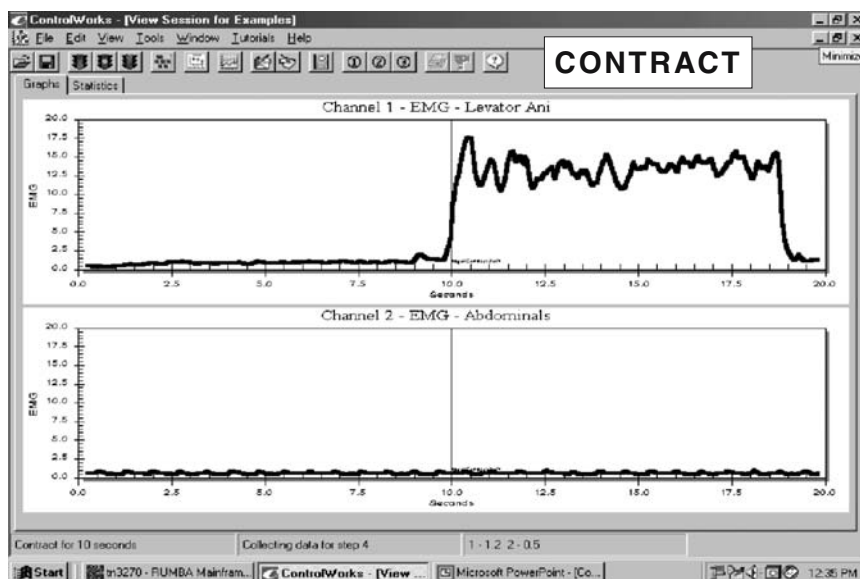 ControlWorks - [View Session for Examples]
File Edit View Tools Window Tutorials Help
Minimize
CONTRACT
Graphs Statistics
Channel 1 - EMG - Levator Ani
20.0
17.5
15.0
12.5
10.0
7.5
5.0
2.5
0.0
EMG
0.0 2.5 5.0 7.5 10.0 12.5 15.0 17.5 20.0
Seconds
Channel 2 - EMG - Abdominals
20.0
17.5
15.0
12.5
10.0
7.5
5.0
2.5
0.0
EMG
0.0 2.5 5.0 7.5 10.0 12.5 15.0 17.5 20.0
Seconds
Contract for 10 seconds Collecting data for step 4 1 - 1.2 2 - 0.5
Start tn3270 - RUMBA Mainfram... ControlWorks - [View ... Microsoft PowerPoint - [Co... 12:35 PM